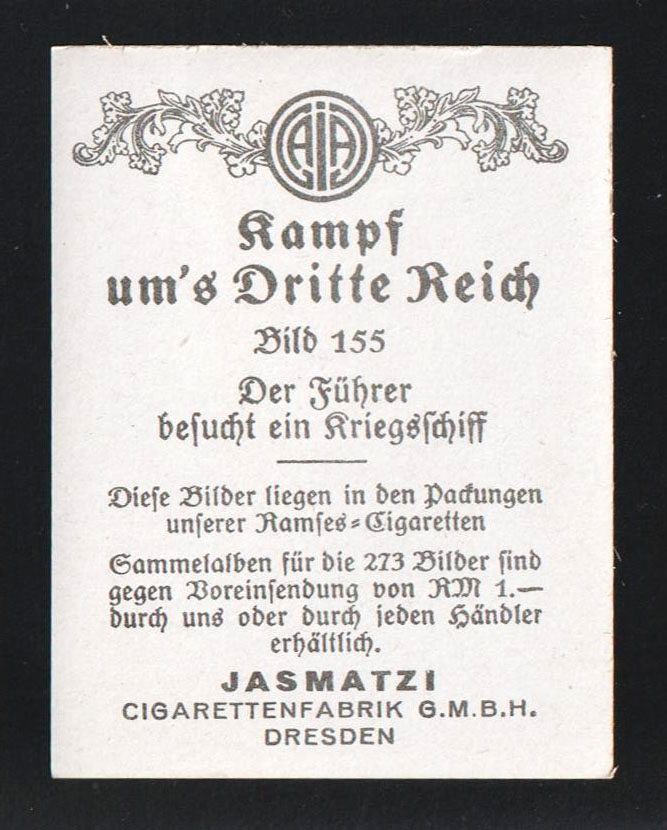 AJA
Kampf
um's Dritte Reich
Bild 155
Der Führer
besucht ein Kriegsschiff
Diese Bilder liegen in den Packungen
unserer Ramses-Cigaretten
Sammelalben für die 273 Bilder sind
gegen Voreinsendung von RM 1.—
durch uns oder durch jeden Händler
erhältlich.
JASMATZI
CIGARETTENFABRIK G.M.B.H.
DRESDEN